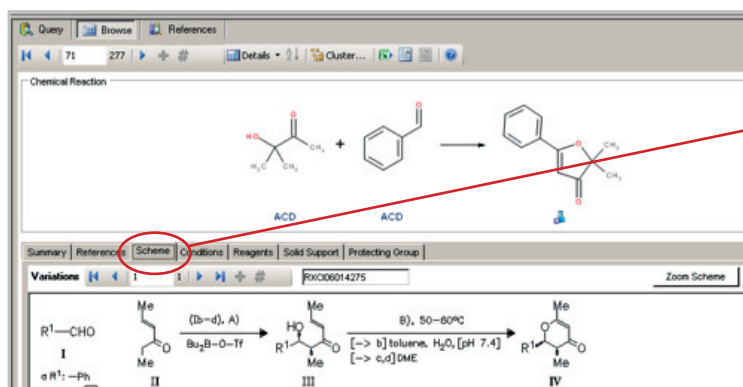 Query Browse References
71 277 Details Cluster...
Chemical Reaction
HO O CH₃ H₃C CH₃ + O → O CH₃ CH₃ O
ACD ACD
Summary References Scheme Conditions Reagents Solid Support Protecting Group
Variations 1 1 # RXCI06014275 Zoom Scheme
R¹—CHO
I
a R¹: —Ph
Me O Me
II
(Ib-d), A)
Bu₂B-O-Tf
HO Me R¹ O Me
III
B), 50-60°C
[-> b] toluene, H₂O, [pH 7.4]
[-> c,d] DME
Me O R¹ O Me
IV